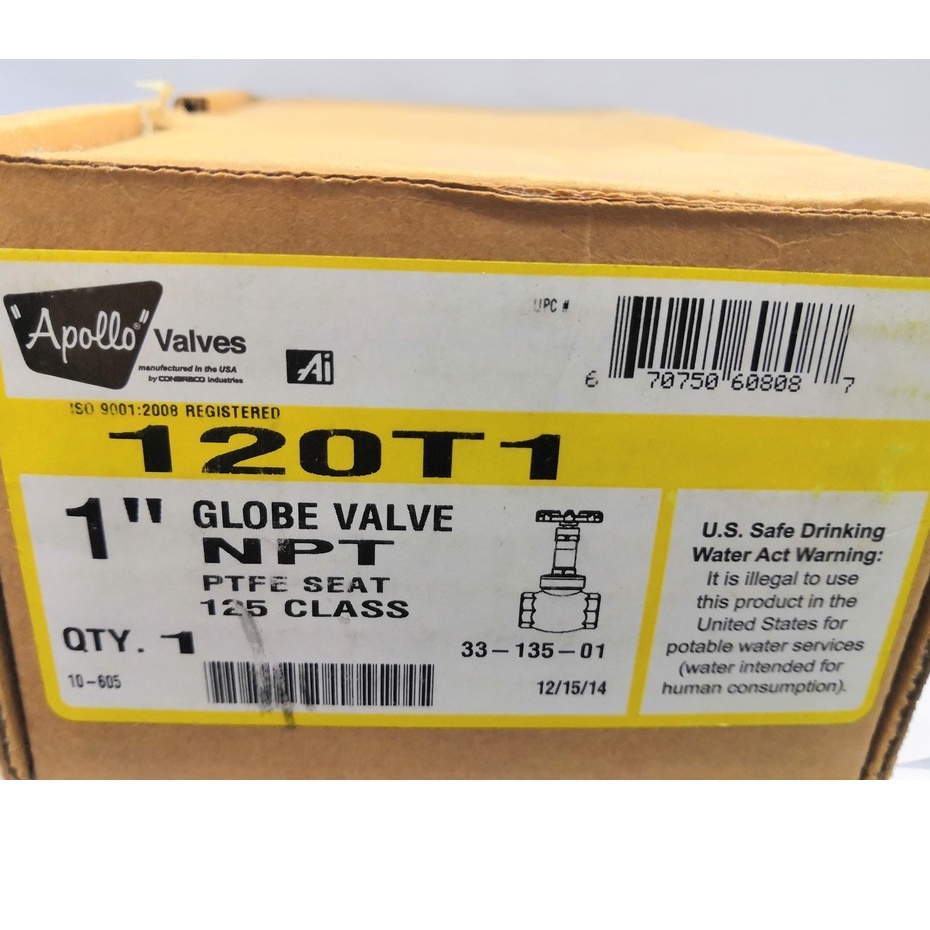 "Apollo"® Valves
manufactured in the USA
by CONBRACO industries
Ai
UPC #
6 70750 60808 7
ISO 9001:2008 REGISTERED
120T1
1" GLOBE VALVE
NPT
PTFE SEAT
125 CLASS
QTY. 1
33-135-01
10-605
12/15/14
U.S. Safe Drinking
Water Act Warning:
It is illegal to use
this product in the
United States for
potable water services
(water intended for
human consumption).